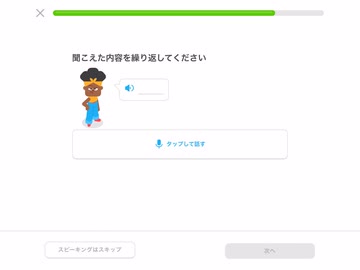 聞こえた内容を繰り返してください
タップして話す
スピーキングはスキップ
次へ